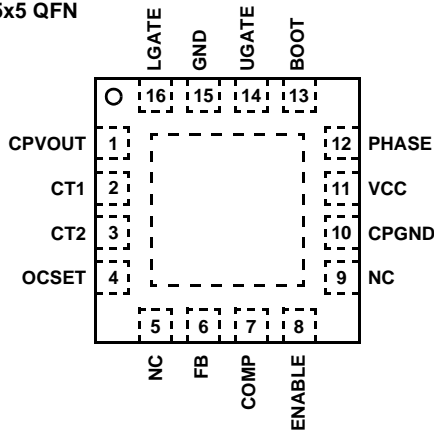 5x5 QFN
LGATE
GND
UGATE
BOOT
16 15 14 13
CPVOUT 1
12 PHASE
CT1 2
11 VCC
CT2 3
10 CPGND
OCSET 4
9 NC
5 6 7 8
NC
FB
COMP
ENABLE